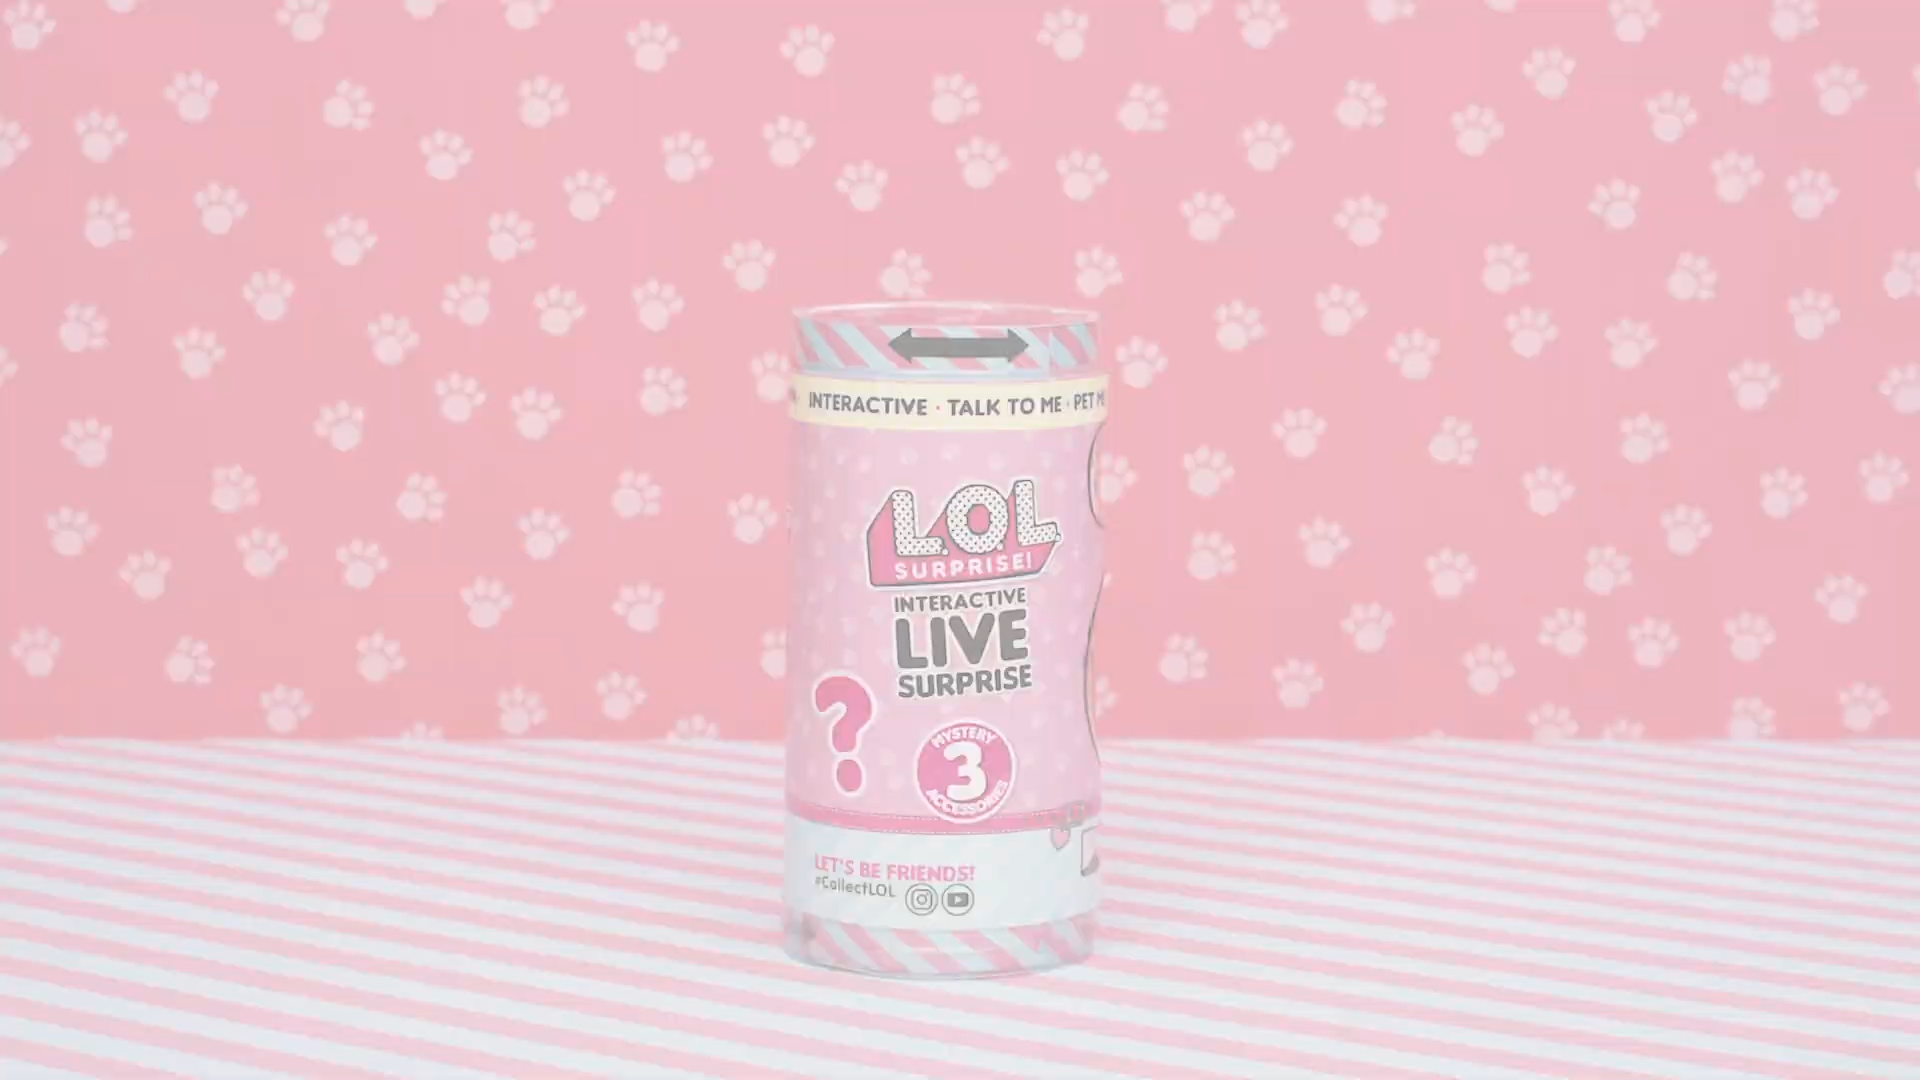 INTERACTIVE · TALK TO ME · PET ME
L.O.L.
SURPRISE!
INTERACTIVE
LIVE
SURPRISE
?
MYSTERY
3
ACCESSORIES
LET'S BE FRIENDS!
#CollectLOL